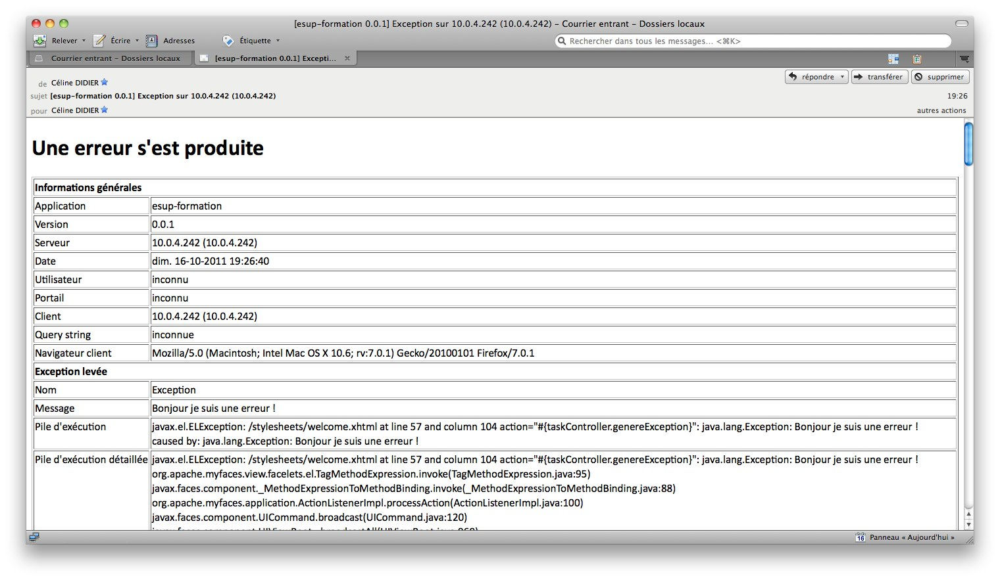 [esup-formation 0.0.1] Exception sur 10.0.4.242 (10.0.4.242) – Courrier entrant – Dossiers locaux
Relever Écrire Adresses Étiquette Rechercher dans tous les messages... <⌘K>
Courrier entrant – Dossiers locaux [esup-formation 0.0.1] Excepti...
répondre transférer supprimer
de Céline DIDIER
sujet [esup-formation 0.0.1] Exception sur 10.0.4.242 (10.0.4.242) 19:26
pour Céline DIDIER autres actions
Une erreur s'est produite
Informations générales
Application esup-formation
Version 0.0.1
Serveur 10.0.4.242 (10.0.4.242)
Date dim. 16-10-2011 19:26:40
Utilisateur inconnu
Portail inconnu
Client 10.0.4.242 (10.0.4.242)
Query string inconnue
Navigateur client Mozilla/5.0 (Macintosh; Intel Mac OS X 10.6; rv:7.0.1) Gecko/20100101 Firefox/7.0.1
Exception levée
Nom Exception
Message Bonjour je suis une erreur !
Pile d'exécution javax.el.ELException: /stylesheets/welcome.xhtml at line 57 and column 104 action="#{taskController.genereException}": java.lang.Exception: Bonjour je suis une erreur !
caused by: java.lang.Exception: Bonjour je suis une erreur !
Pile d'exécution détaillée javax.el.ELException: /stylesheets/welcome.xhtml at line 57 and column 104 action="#{taskController.genereException}": java.lang.Exception: Bonjour je suis une erreur !
org.apache.myfaces.view.facelets.el.TagMethodExpression.invoke(TagMethodExpression.java:95)
javax.faces.component._MethodExpressionToMethodBinding.invoke(_MethodExpressionToMethodBinding.java:88)
org.apache.myfaces.application.ActionListenerImpl.processAction(ActionListenerImpl.java:100)
javax.faces.component.UICommand.broadcast(UICommand.java:120)
16 Panneau « Aujourd'hui »